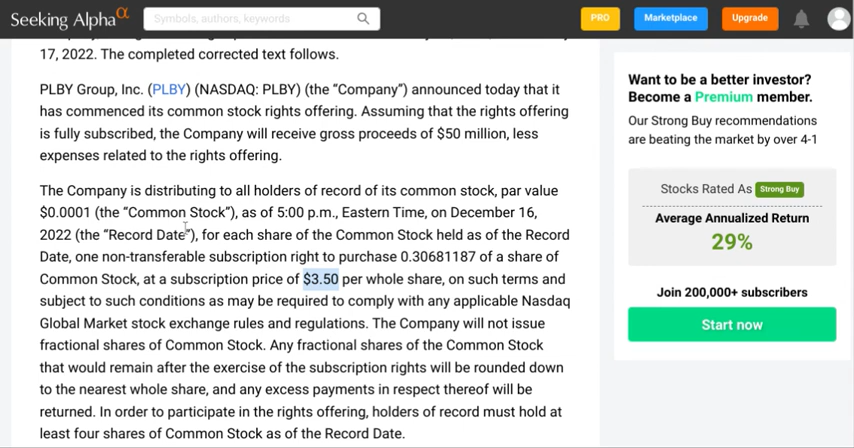 Seeking Alphaα
Symbols, authors, keywords
PRO
Marketplace
Upgrade
17, 2022. The completed corrected text follows.
PLBY Group, Inc. (PLBY) (NASDAQ: PLBY) (the “Company”) announced today that it
has commenced its common stock rights offering. Assuming that the rights offering
is fully subscribed, the Company will receive gross proceeds of $50 million, less
expenses related to the rights offering.
The Company is distributing to all holders of record of its common stock, par value
$0.0001 (the “Common Stock”), as of 5:00 p.m., Eastern Time, on December 16,
2022 (the “Record Date”), for each share of the Common Stock held as of the Record
Date, one non-transferable subscription right to purchase 0.30681187 of a share of
Common Stock, at a subscription price of $3.50 per whole share, on such terms and
subject to such conditions as may be required to comply with any applicable Nasdaq
Global Market stock exchange rules and regulations. The Company will not issue
fractional shares of Common Stock. Any fractional shares of the Common Stock
that would remain after the exercise of the subscription rights will be rounded down
to the nearest whole share, and any excess payments in respect thereof will be
returned. In order to participate in the rights offering, holders of record must hold at
least four shares of Common Stock as of the Record Date.
Want to be a better investor?
Become a Premium member.
Our Strong Buy recommendations
are beating the market by over 4-1
Stocks Rated As Strong Buy
Average Annualized Return
29%
Join 200,000+ subscribers
Start now